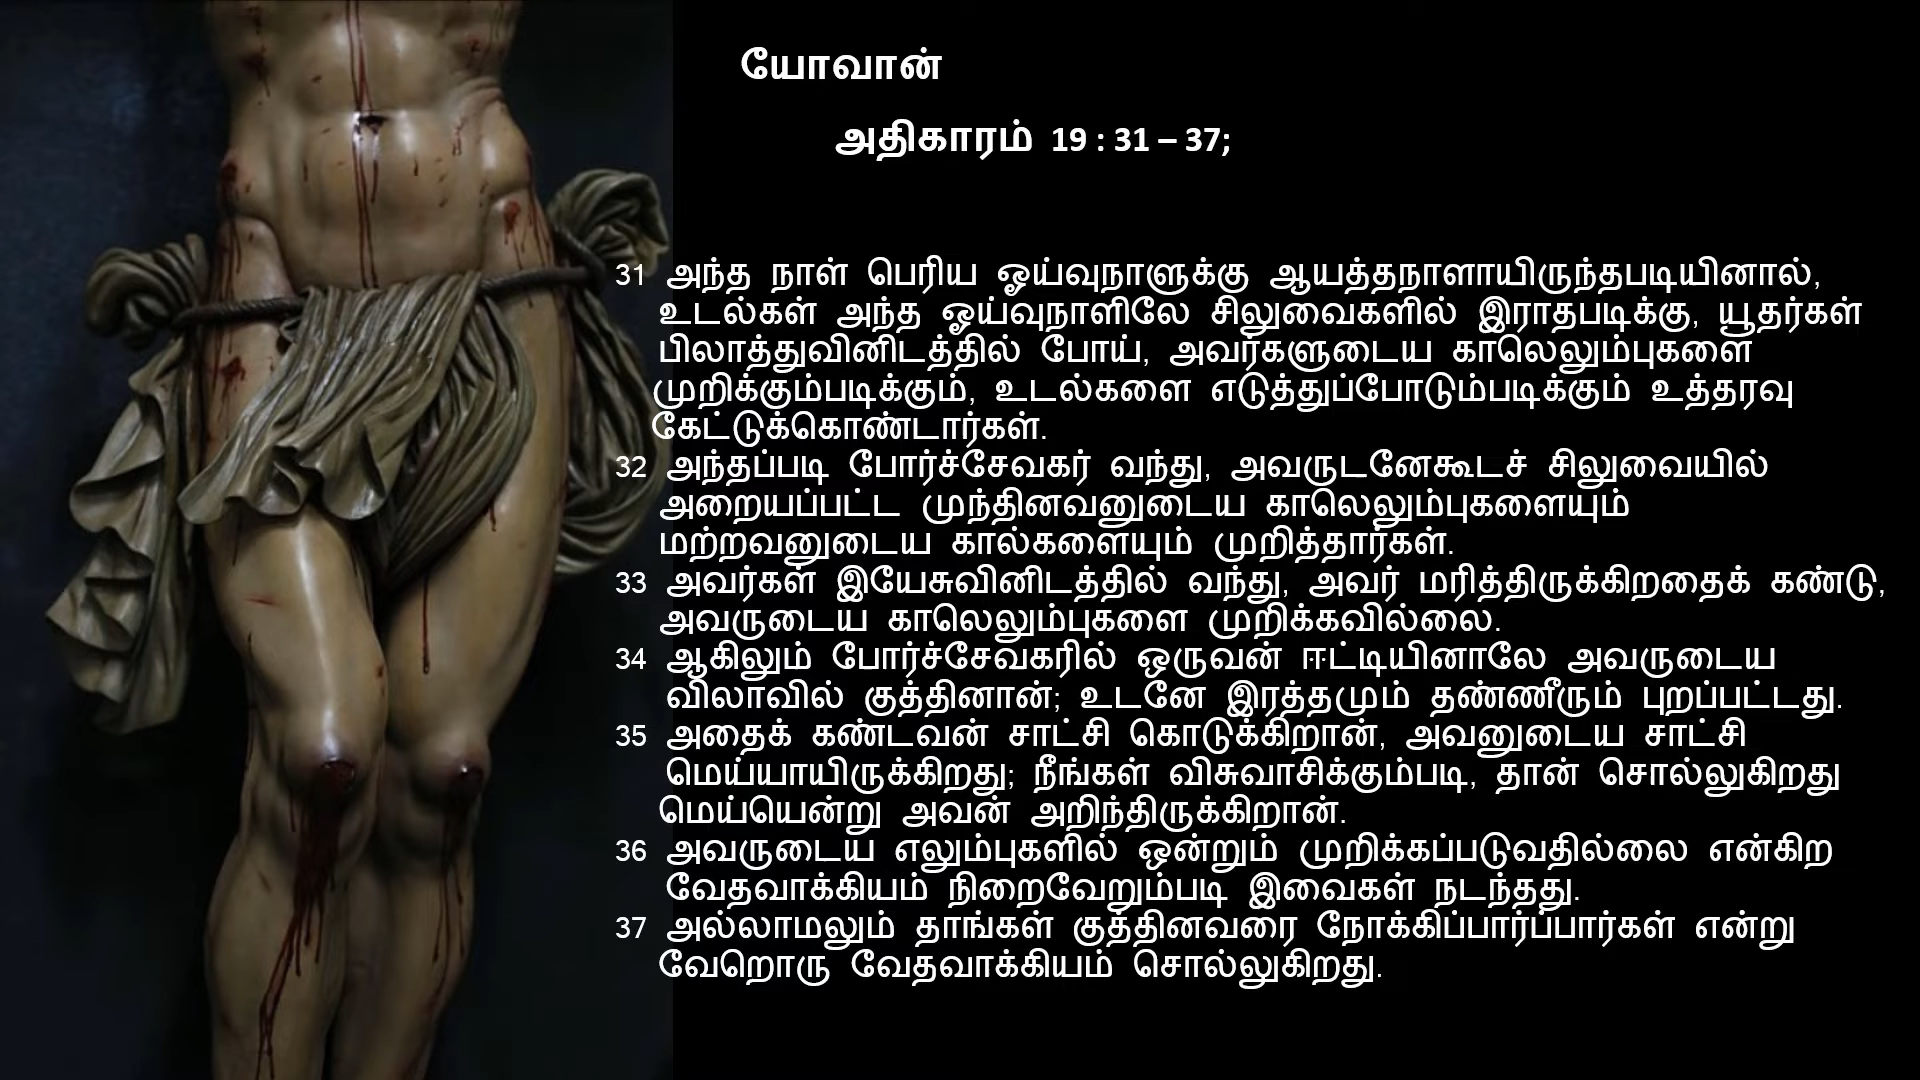 யோவான்
அதிகாரம் 19 : 31 – 37;
31 அந்த நாள் பெரிய ஓய்வுநாளுக்கு ஆயத்தநாளாயிருந்தபடியினால்,
உடல்கள் அந்த ஓய்வுநாளிலே சிலுவைகளில் இராதபடிக்கு, யூதர்கள்
பிலாத்துவினிடத்தில் போய், அவர்களுடைய காலெலும்புகளை
முறிக்கும்படிக்கும், உடல்களை எடுத்துப்போடும்படிக்கும் உத்தரவு
கேட்டுக்கொண்டார்கள்.
32 அந்தப்படி போர்ச்சேவகர் வந்து, அவருடனேகூடச் சிலுவையில்
அறையப்பட்ட முந்தினவனுடைய காலெலும்புகளையும்
மற்றவனுடைய கால்களையும் முறித்தார்கள்.
33 அவர்கள் இயேசுவினிடத்தில் வந்து, அவர் மரித்திருக்கிறதைக் கண்டு,
அவருடைய காலெலும்புகளை முறிக்கவில்லை.
34 ஆகிலும் போர்ச்சேவகரில் ஒருவன் ஈட்டியினாலே அவருடைய
விலாவில் குத்தினான்; உடனே இரத்தமும் தண்ணீரும் புறப்பட்டது.
35 அதைக் கண்டவன் சாட்சி கொடுக்கிறான், அவனுடைய சாட்சி
மெய்யாயிருக்கிறது; நீங்கள் விசுவாசிக்கும்படி, தான் சொல்லுகிறது
மெய்யென்று அவன் அறிந்திருக்கிறான்.
36 அவருடைய எலும்புகளில் ஒன்றும் முறிக்கப்படுவதில்லை என்கிற
வேதவாக்கியம் நிறைவேறும்படி இவைகள் நடந்தது.
37 அல்லாமலும் தாங்கள் குத்தினவரை நோக்கிப்பார்ப்பார்கள் என்று
வேறொரு வேதவாக்கியம் சொல்லுகிறது.